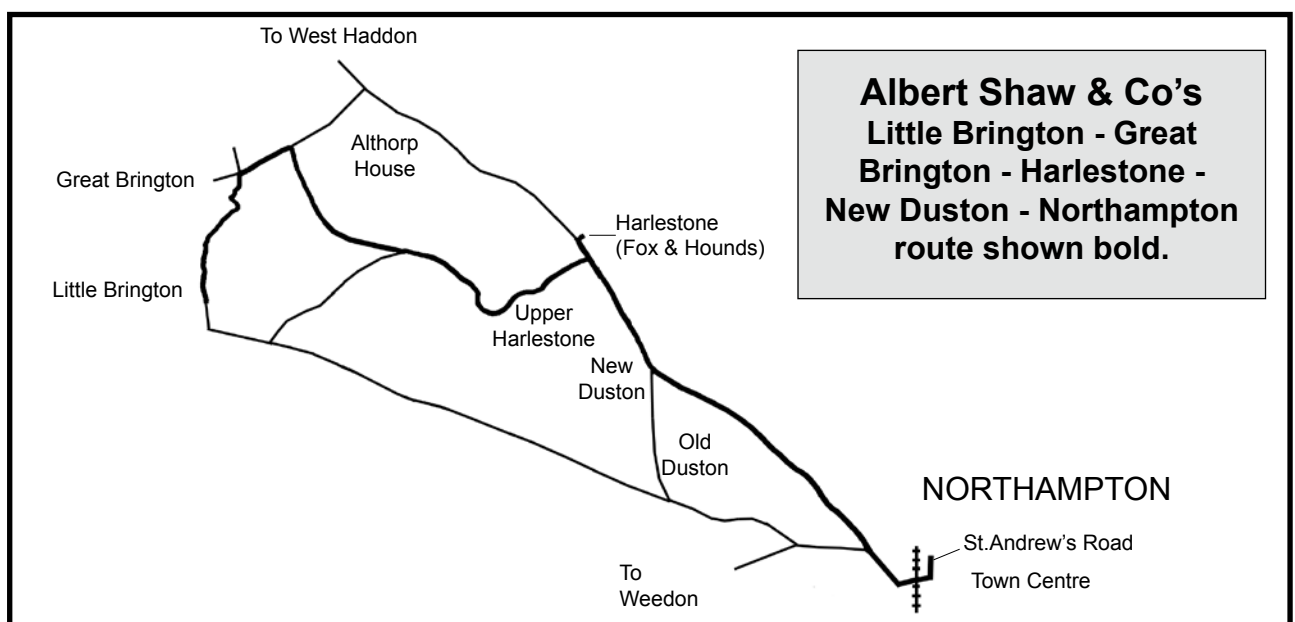 To West Haddon
Albert Shaw & Co's
Little Brington - Great
Brington - Harlestone -
New Duston - Northampton
route shown bold.
Althorp
House
Great Brington
Harlestone
(Fox & Hounds)
Little Brington
Upper
Harlestone
New
Duston
Old
Duston
NORTHAMPTON
St.Andrew's Road
Town Centre
To
Weedon